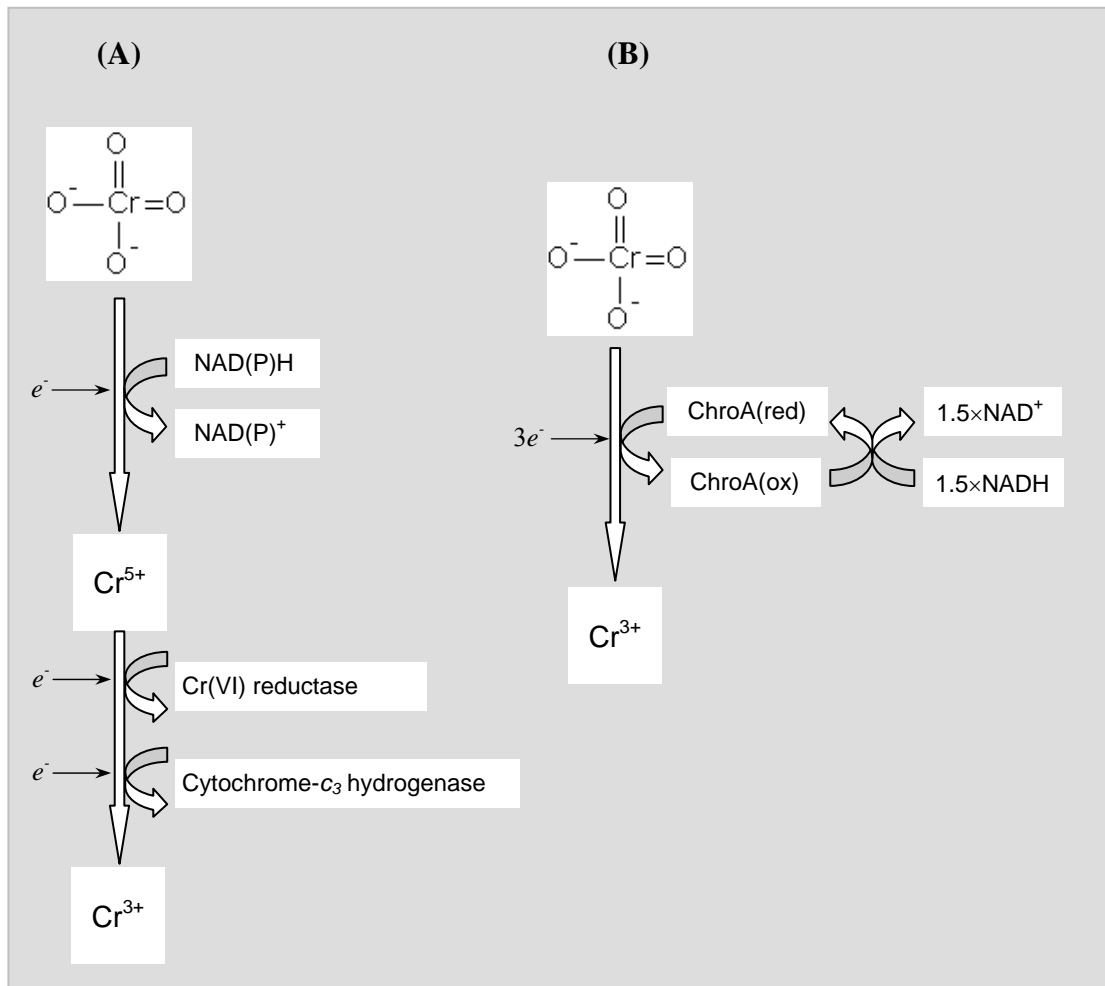 (A)
O
O⁻ Cr=O
O⁻
e⁻
NAD(P)H
NAD(P)⁺
Cr⁵⁺
e⁻
Cr(VI) reductase
e⁻
Cytochrome-c₃ hydrogenase
Cr³⁺
(B)
O
O⁻ Cr=O
O⁻
3e⁻
ChroA(red)
1.5×NAD⁺
ChroA(ox)
1.5×NADH
Cr³⁺